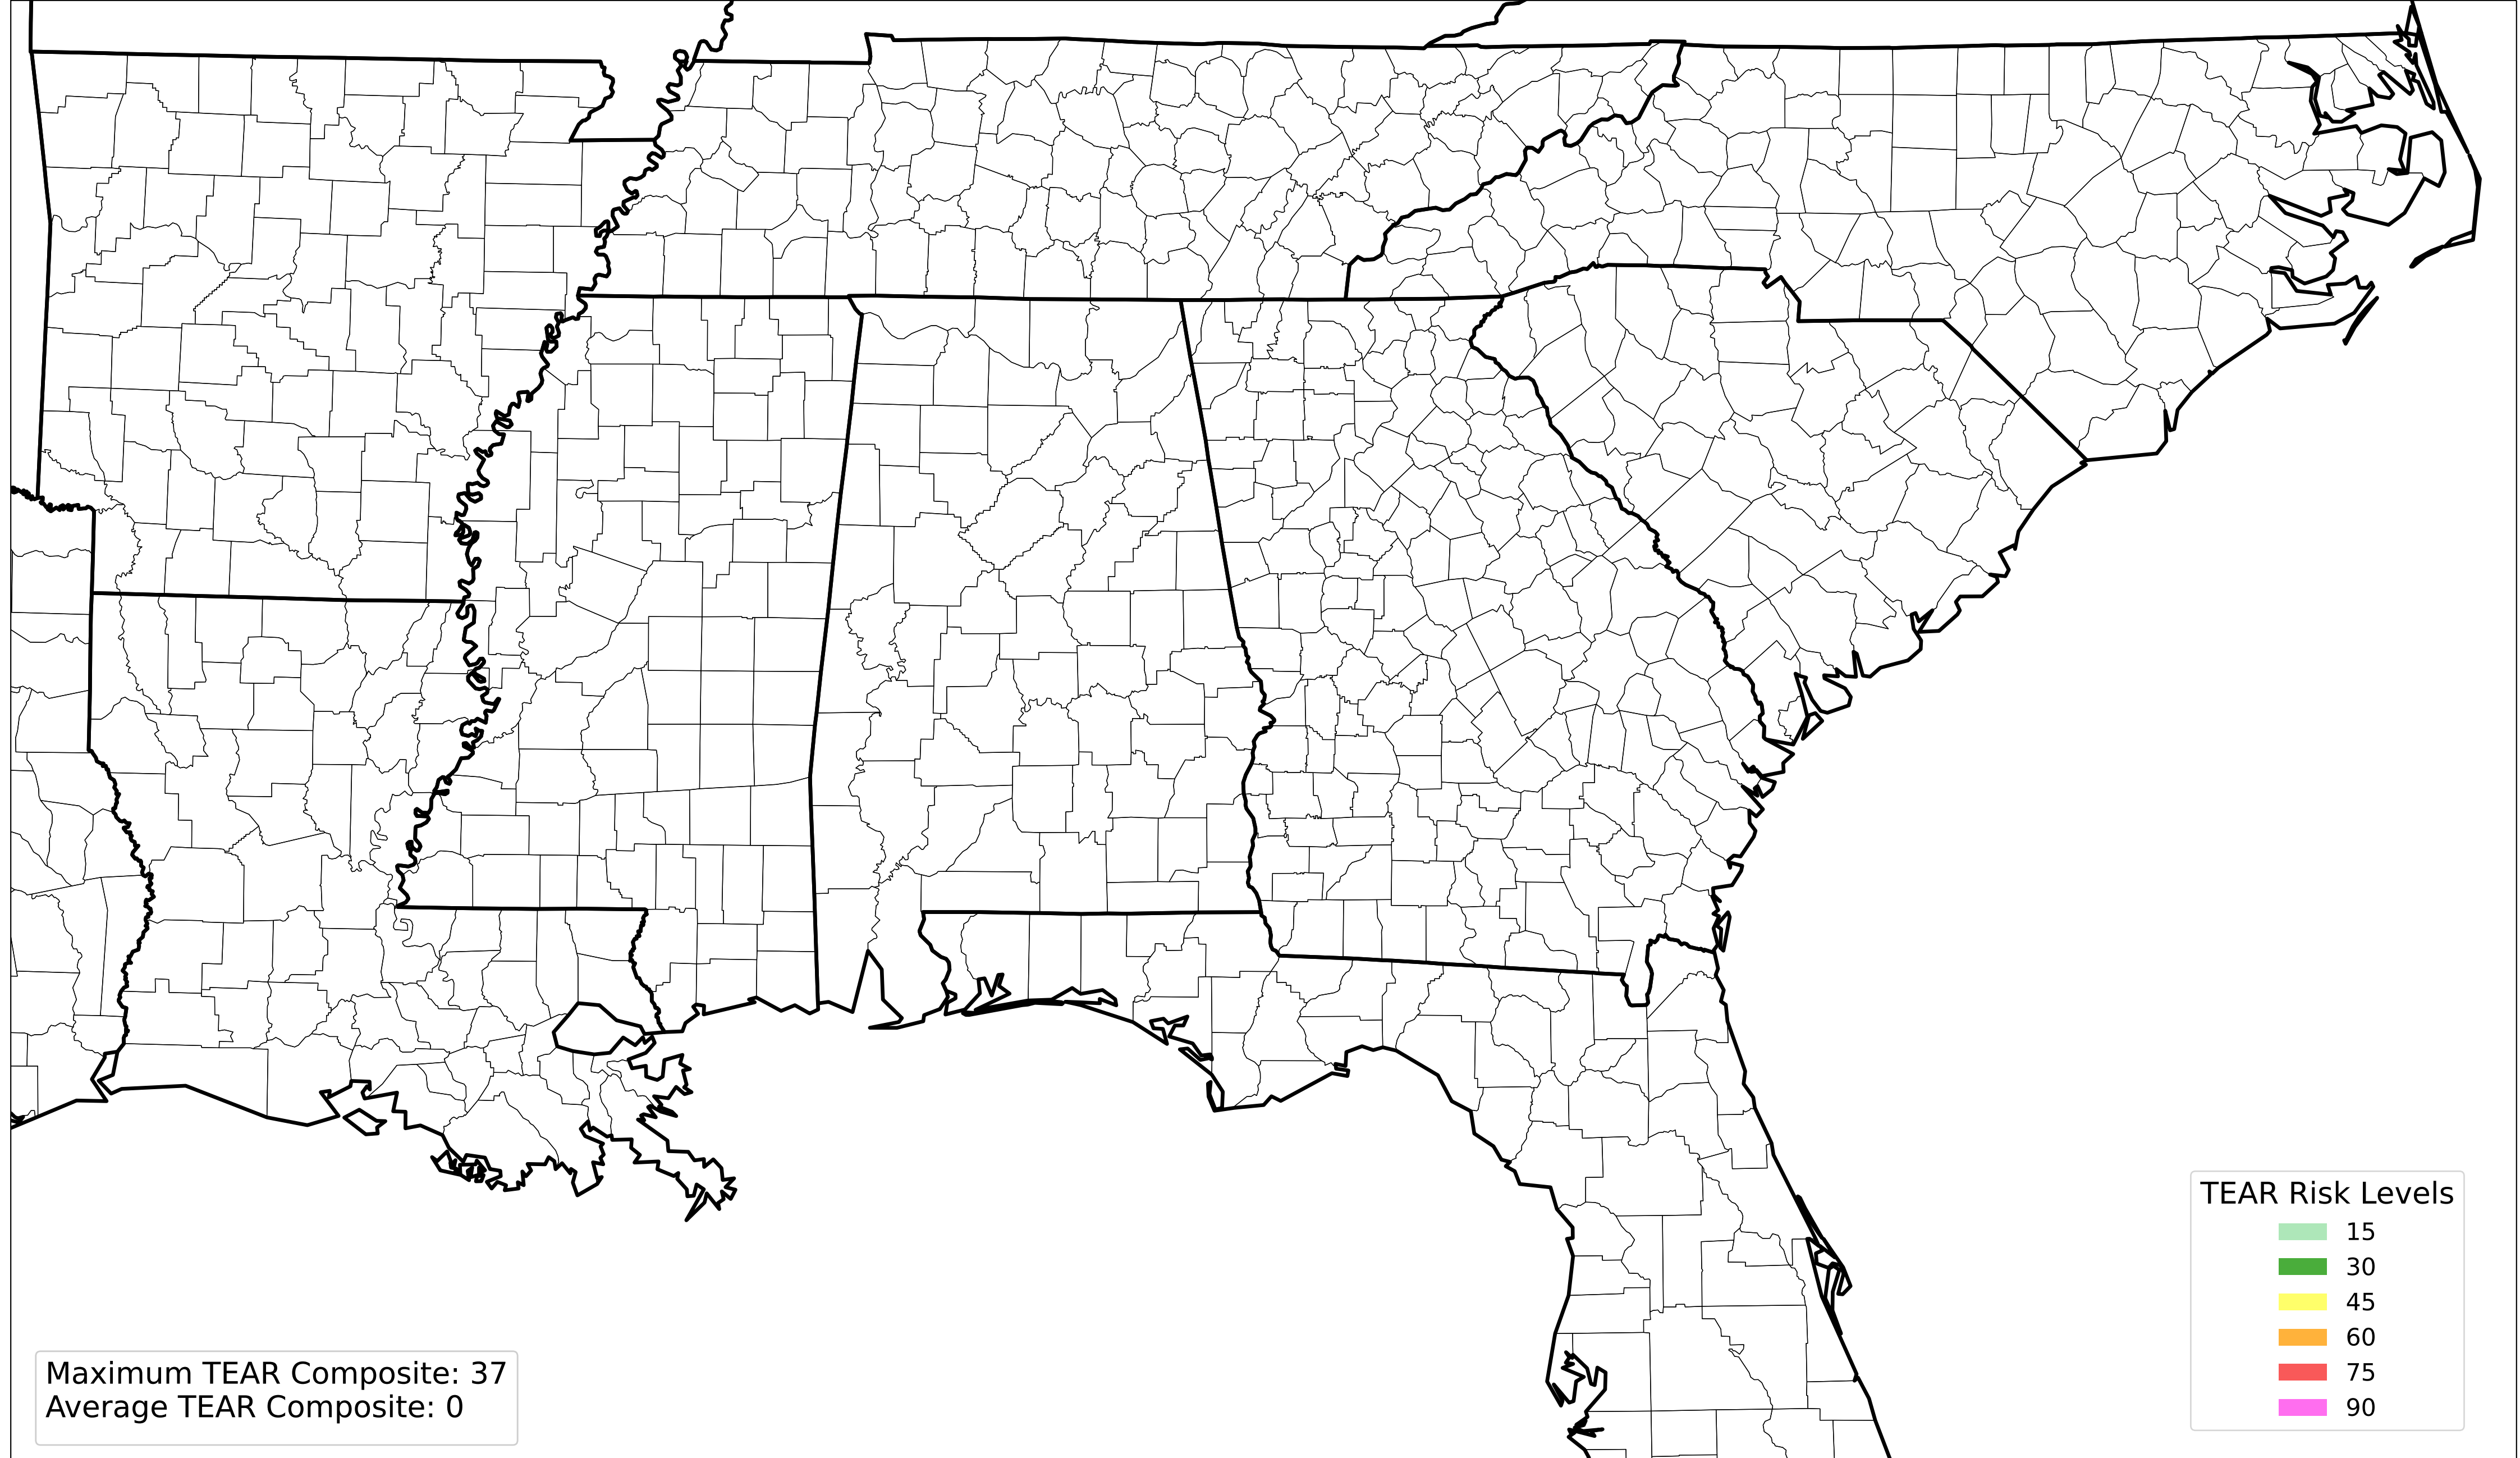 TEAR Risk Levels
15
30
45
60
75
90
Maximum TEAR Composite: 37
Average TEAR Composite: 0